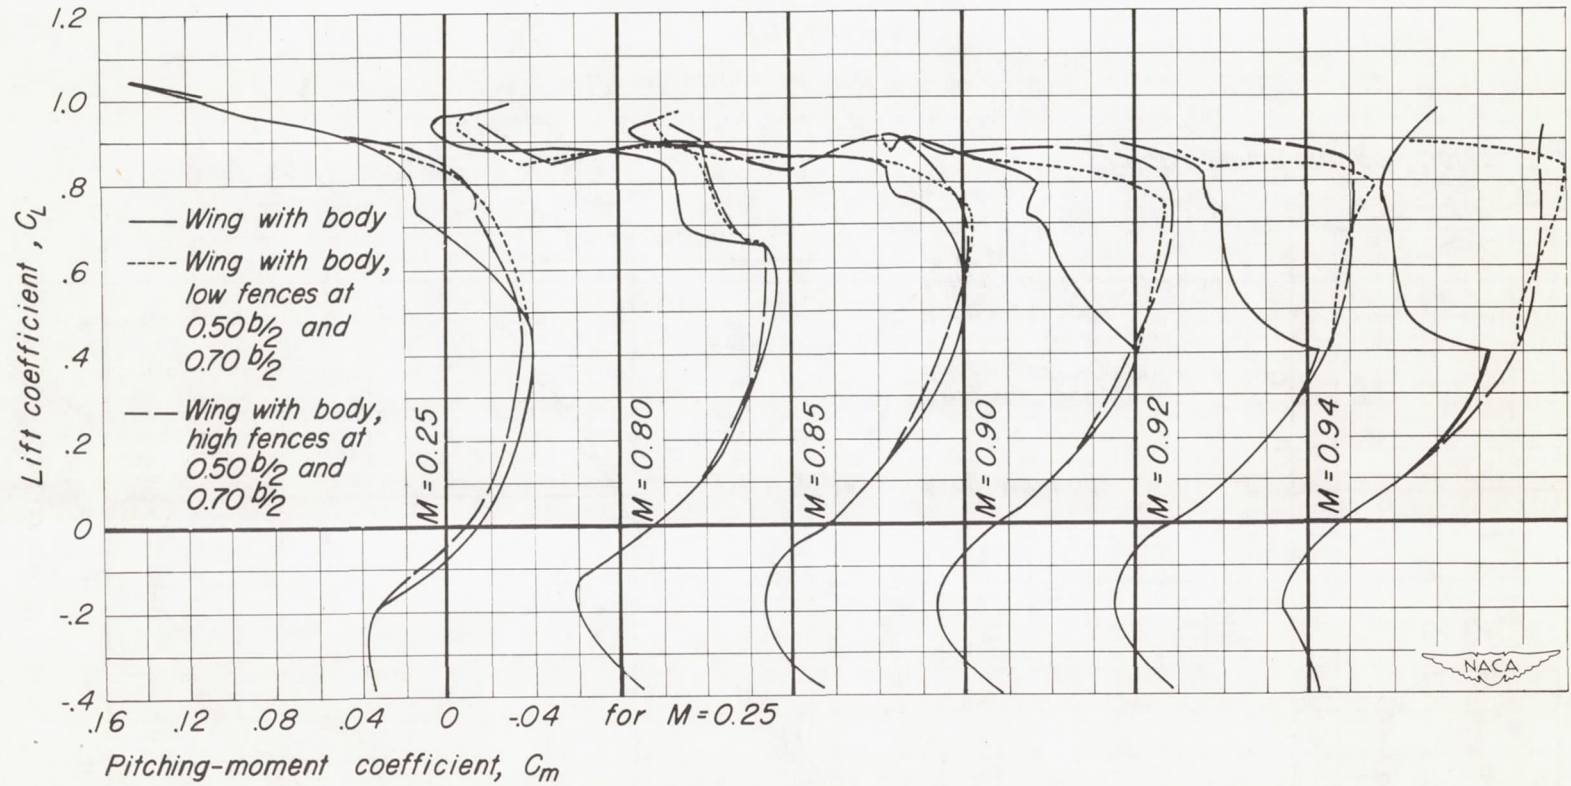 1.2
1.0
.8
.6
.4
.2
0
-.2
-.4
Lift coefficient, C_L
Wing with body
Wing with body,
low fences at
0.50 b/2 and
0.70 b/2
Wing with body,
high fences at
0.50 b/2 and
0.70 b/2
M = 0.25
M = 0.80
M = 0.85
M = 0.90
M = 0.92
M = 0.94
NACA
.16 .12 .08 .04 0 -.04 for M = 0.25
Pitching-moment coefficient, C_m